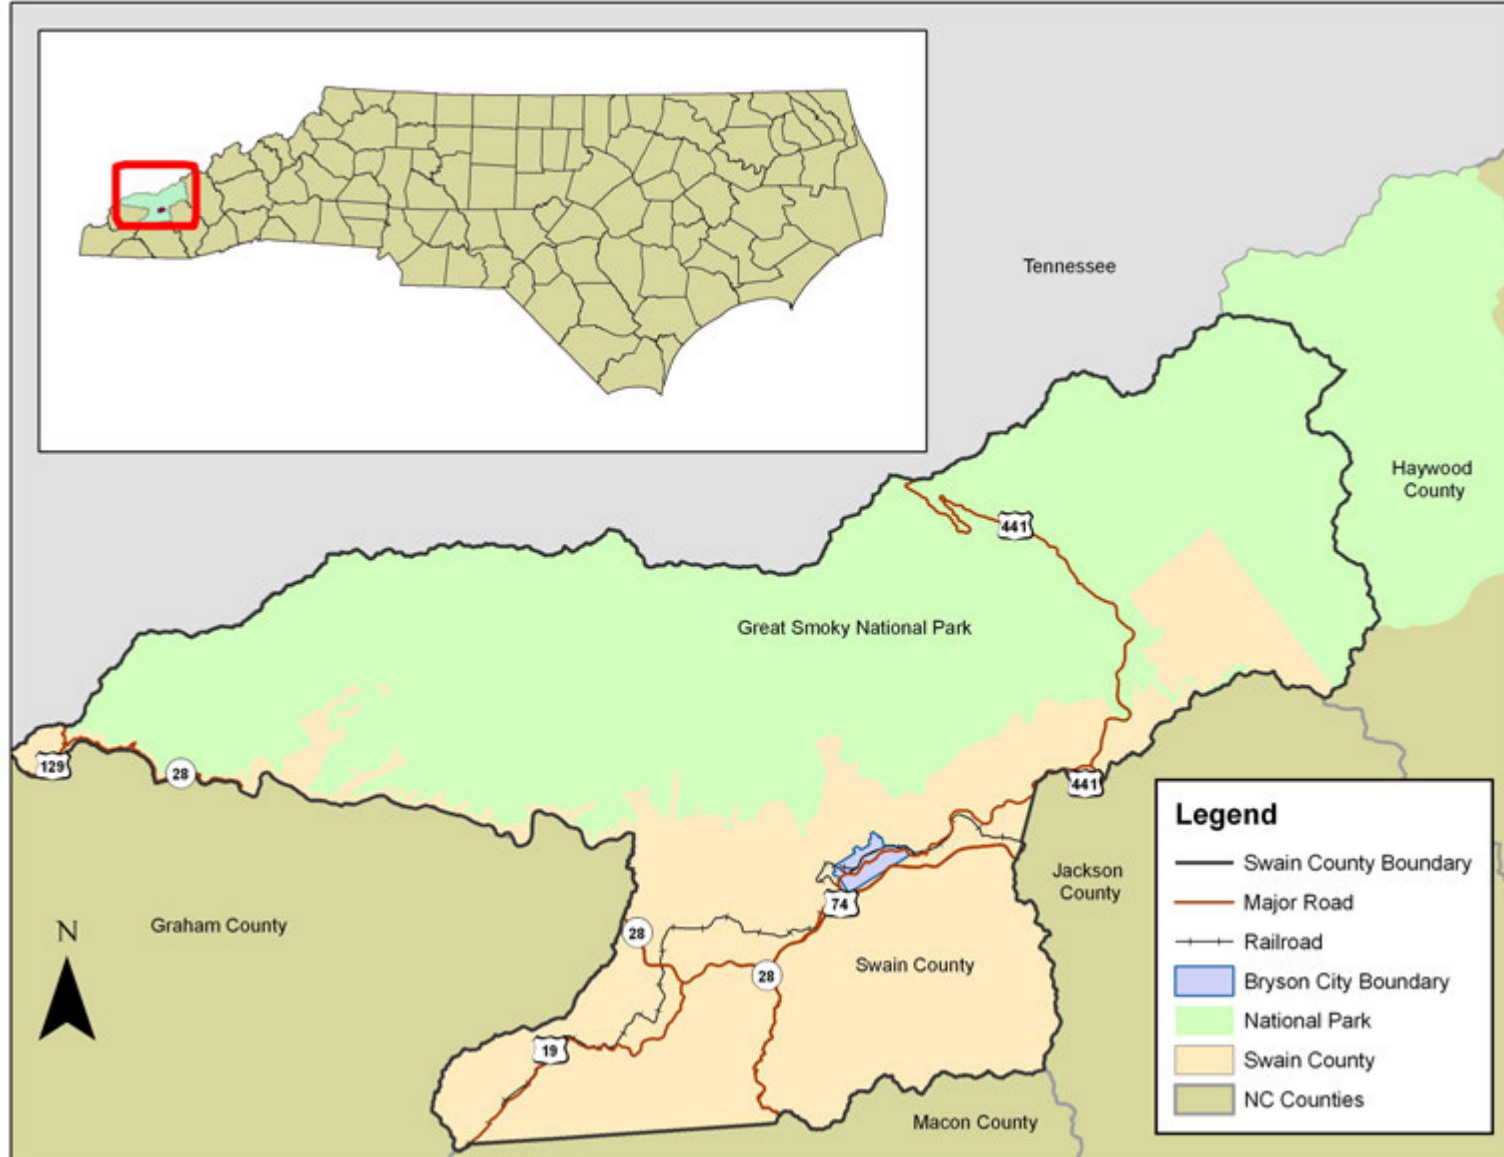 Tennessee
Haywood
County
441
Great Smoky National Park
129
28
441
Legend
Swain County Boundary
Major Road
Railroad
Bryson City Boundary
National Park
Swain County
NC Counties
Jackson
County
74
Graham County
N
28
28
Swain County
19
Macon County